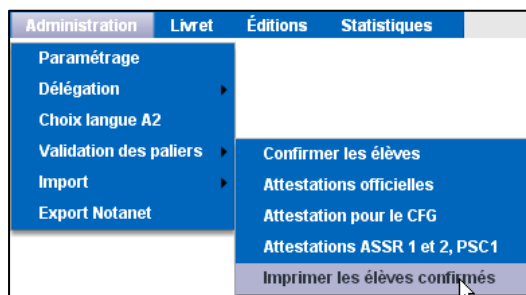 Administration Livret Éditions Statistiques
Paramétrage
Délégation
Choix langue A2
Validation des paliers
Import
Export Notanet
Confirmer les élèves
Attestations officielles
Attestation pour le CFG
Attestations ASSR 1 et 2, PSC1
Imprimer les élèves confirmés